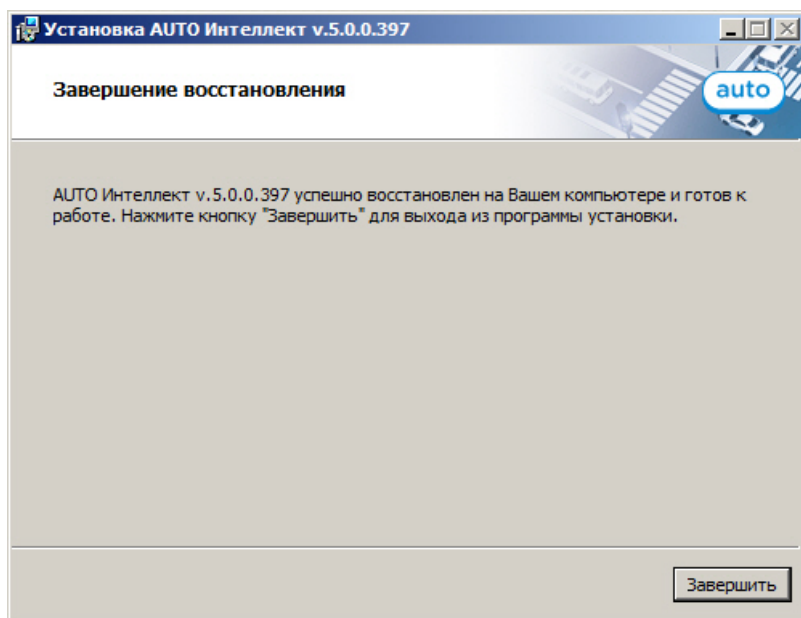 Установка AUTO Интеллект v.5.0.0.397
Завершение восстановления
auto
AUTO Интеллект v.5.0.0.397 успешно восстановлен на Вашем компьютере и готов к
работе. Нажмите кнопку "Завершить" для выхода из программы установки.
Завершить